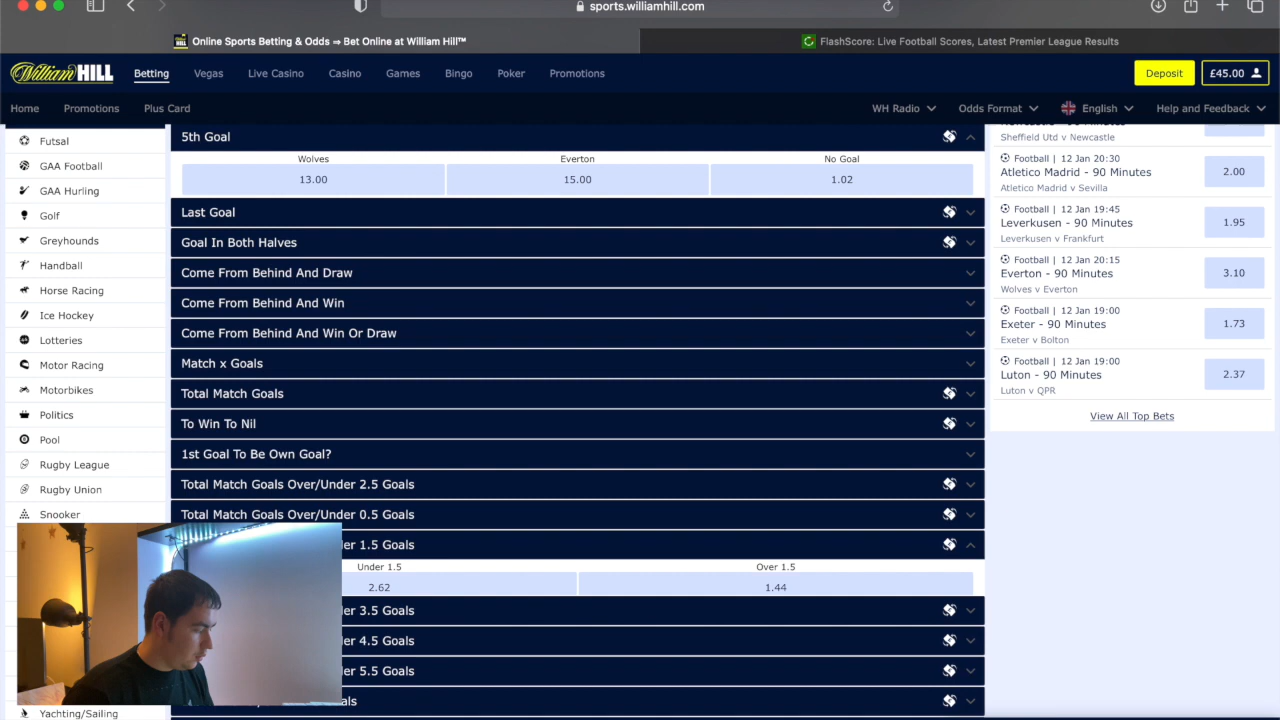 sports.williamhill.com
Online Sports Betting & Odds ⇒ Bet Online at William Hill™
FlashScore: Live Football Scores, Latest Premier League Results
William HILL
Betting
Vegas
Live Casino
Casino
Games
Bingo
Poker
Promotions
Deposit
£45.00
Home
Promotions
Plus Card
WH Radio
Odds Format
English
Help and Feedback
Futsal
GAA Football
GAA Hurling
Golf
Greyhounds
Handball
Horse Racing
Ice Hockey
Lotteries
Motor Racing
Motorbikes
Politics
Pool
Rugby League
Rugby Union
Snooker
Yachting/Sailing
5th Goal
Wolves Everton No Goal
13.00 15.00 1.02
Last Goal
Goal In Both Halves
Come From Behind And Draw
Come From Behind And Win
Come From Behind And Win Or Draw
Match x Goals
Total Match Goals
To Win To Nil
1st Goal To Be Own Goal?
Total Match Goals Over/Under 2.5 Goals
Total Match Goals Over/Under 0.5 Goals
er 1.5 Goals
Under 1.5 Over 1.5
2.62 1.44
er 3.5 Goals
er 4.5 Goals
er 5.5 Goals
als
Sheffield Utd v Newcastle
Football | 12 Jan 20:30
Atletico Madrid - 90 Minutes 2.00
Atletico Madrid v Sevilla
Football | 12 Jan 19:45
Leverkusen - 90 Minutes 1.95
Leverkusen v Frankfurt
Football | 12 Jan 20:15
Everton - 90 Minutes 3.10
Wolves v Everton
Football | 12 Jan 19:00
Exeter - 90 Minutes 1.73
Exeter v Bolton
Football | 12 Jan 19:00
Luton - 90 Minutes 2.37
Luton v QPR
View All Top Bets